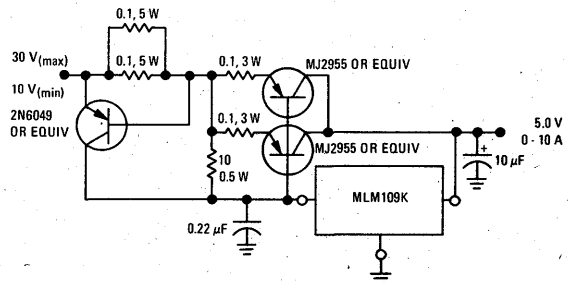 0.1, 5 W
30 V(max)
0.1, 5 W
0.1, 3 W
MJ2955 OR EQUIV
10 V(min)
2N6049
OR EQUIV
0.1, 3 W
5.0 V
0 - 10 A
MJ2955 OR EQUIV
+
10 µF
10
0.5 W
MLM109K
0.22 µF